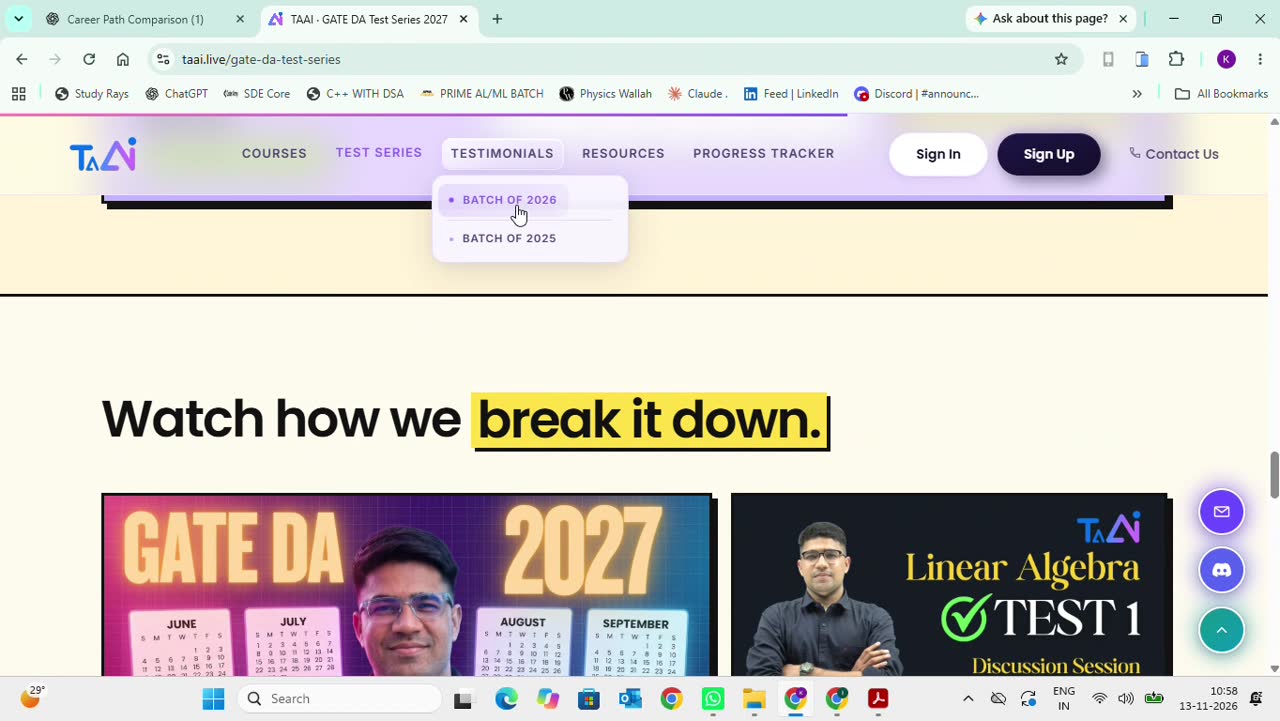 Career Path Comparison (1)
TAAI · GATE DA Test Series 2027
Ask about this page?
taai.live/gate-da-test-series
K
Study Rays
ChatGPT
SDE Core
C++ WITH DSA
PRIME AL/ML BATCH
Physics Wallah
Claude .
Feed | LinkedIn
Discord | #announc...
All Bookmarks
TAAI
COURSES
TEST SERIES
TESTIMONIALS
RESOURCES
PROGRESS TRACKER
Sign In
Sign Up
Contact Us
BATCH OF 2026
BATCH OF 2025
Watch how we break it down.
GATE DA 2027
JUNE
JULY
AUGUST
SEPTEMBER
TAAI
Linear Algebra
TEST 1
Discussion Session
29°
Search
ENG
IN
10:58
13-11-2026